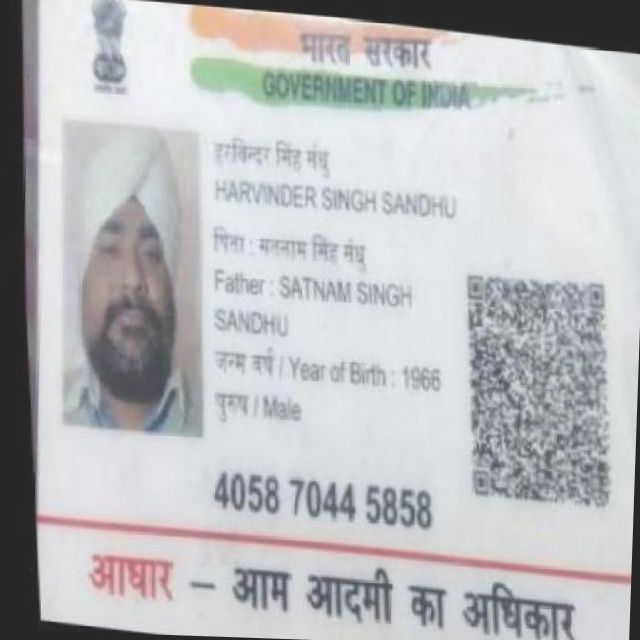 भारत सरकार
GOVERNMENT OF INDIA
हरविन्दर सिंह संधु
HARVINDER SINGH SANDHU
पिता : सतनाम सिंह संधु
Father : SATNAM SINGH
SANDHU
जन्म वर्ष / Year of Birth : 1966
पुरुष / Male
4058 7044 5858
आधार – आम आदमी का अधिकार